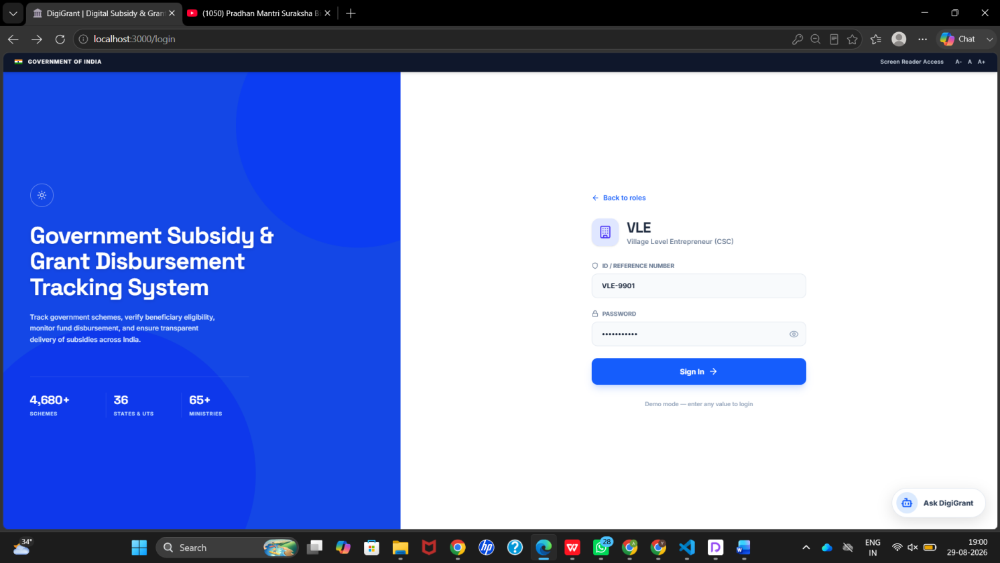 DigiGrant | Digital Subsidy & Gran
(1050) Pradhan Mantri Suraksha B
localhost:3000/login
Chat
GOVERNMENT OF INDIA
Screen Reader Access
A-
A
A+
Government Subsidy &
Grant Disbursement
Tracking System
Track government schemes, verify beneficiary eligibility,
monitor fund disbursement, and ensure transparent
delivery of subsidies across India.
4,680+
SCHEMES
36
STATES & UTS
65+
MINISTRIES
Back to roles
VLE
Village Level Entrepreneur (CSC)
ID / REFERENCE NUMBER
VLE-9901
PASSWORD
•••••••••••
Sign In
Demo mode — enter any value to login
Ask DigiGrant
34°
Search
28
ENG
IN
19:00
29-08-2026